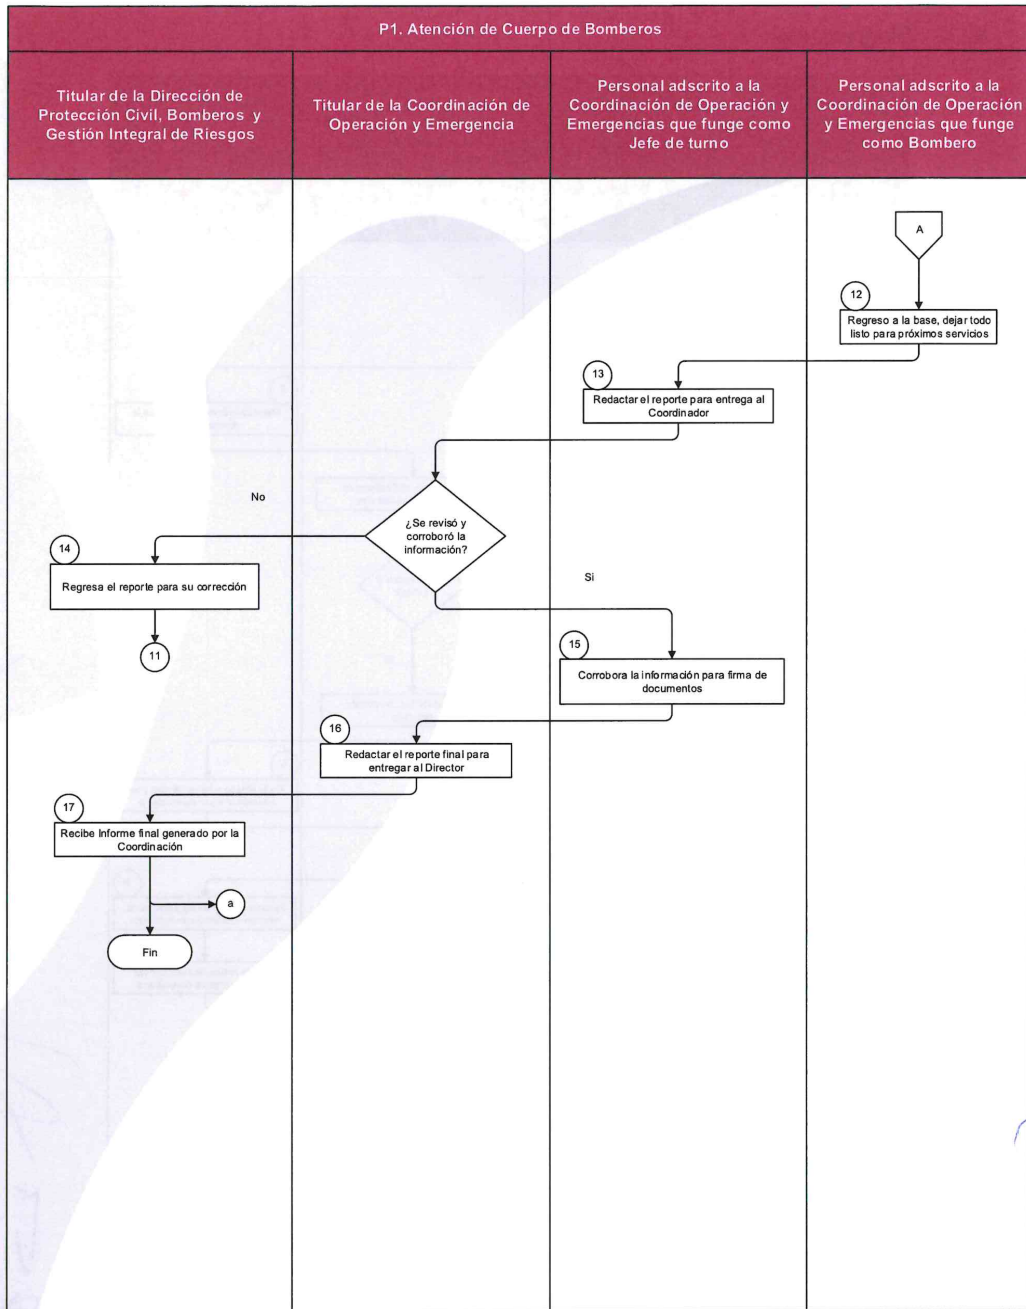 P1. Atención de Cuerpo de Bomberos
Titular de la Dirección de
Protección Civil, Bomberos y
Gestión Integral de Riesgos
Titular de la Coordinación de
Operación y Emergencia
Personal adscrito a la
Coordinación de Operación y
Emergencias que funge como
Jefe de turno
Personal adscrito a la
Coordinación de Operación
y Emergencias que funge
como Bombero
A
12
Regreso a la base, dejar todo
listo para próximos servicios
13
Redactar el reporte para entrega al
Coordinador
¿Se revisó y
corroboró la
información?
No
14
Regresa el reporte para su corrección
11
Si
15
Corrobora la información para firma de
documentos
16
Redactar el reporte final para
entregar al Director
17
Recibe Informe final generado por la
Coordinación
a
Fin